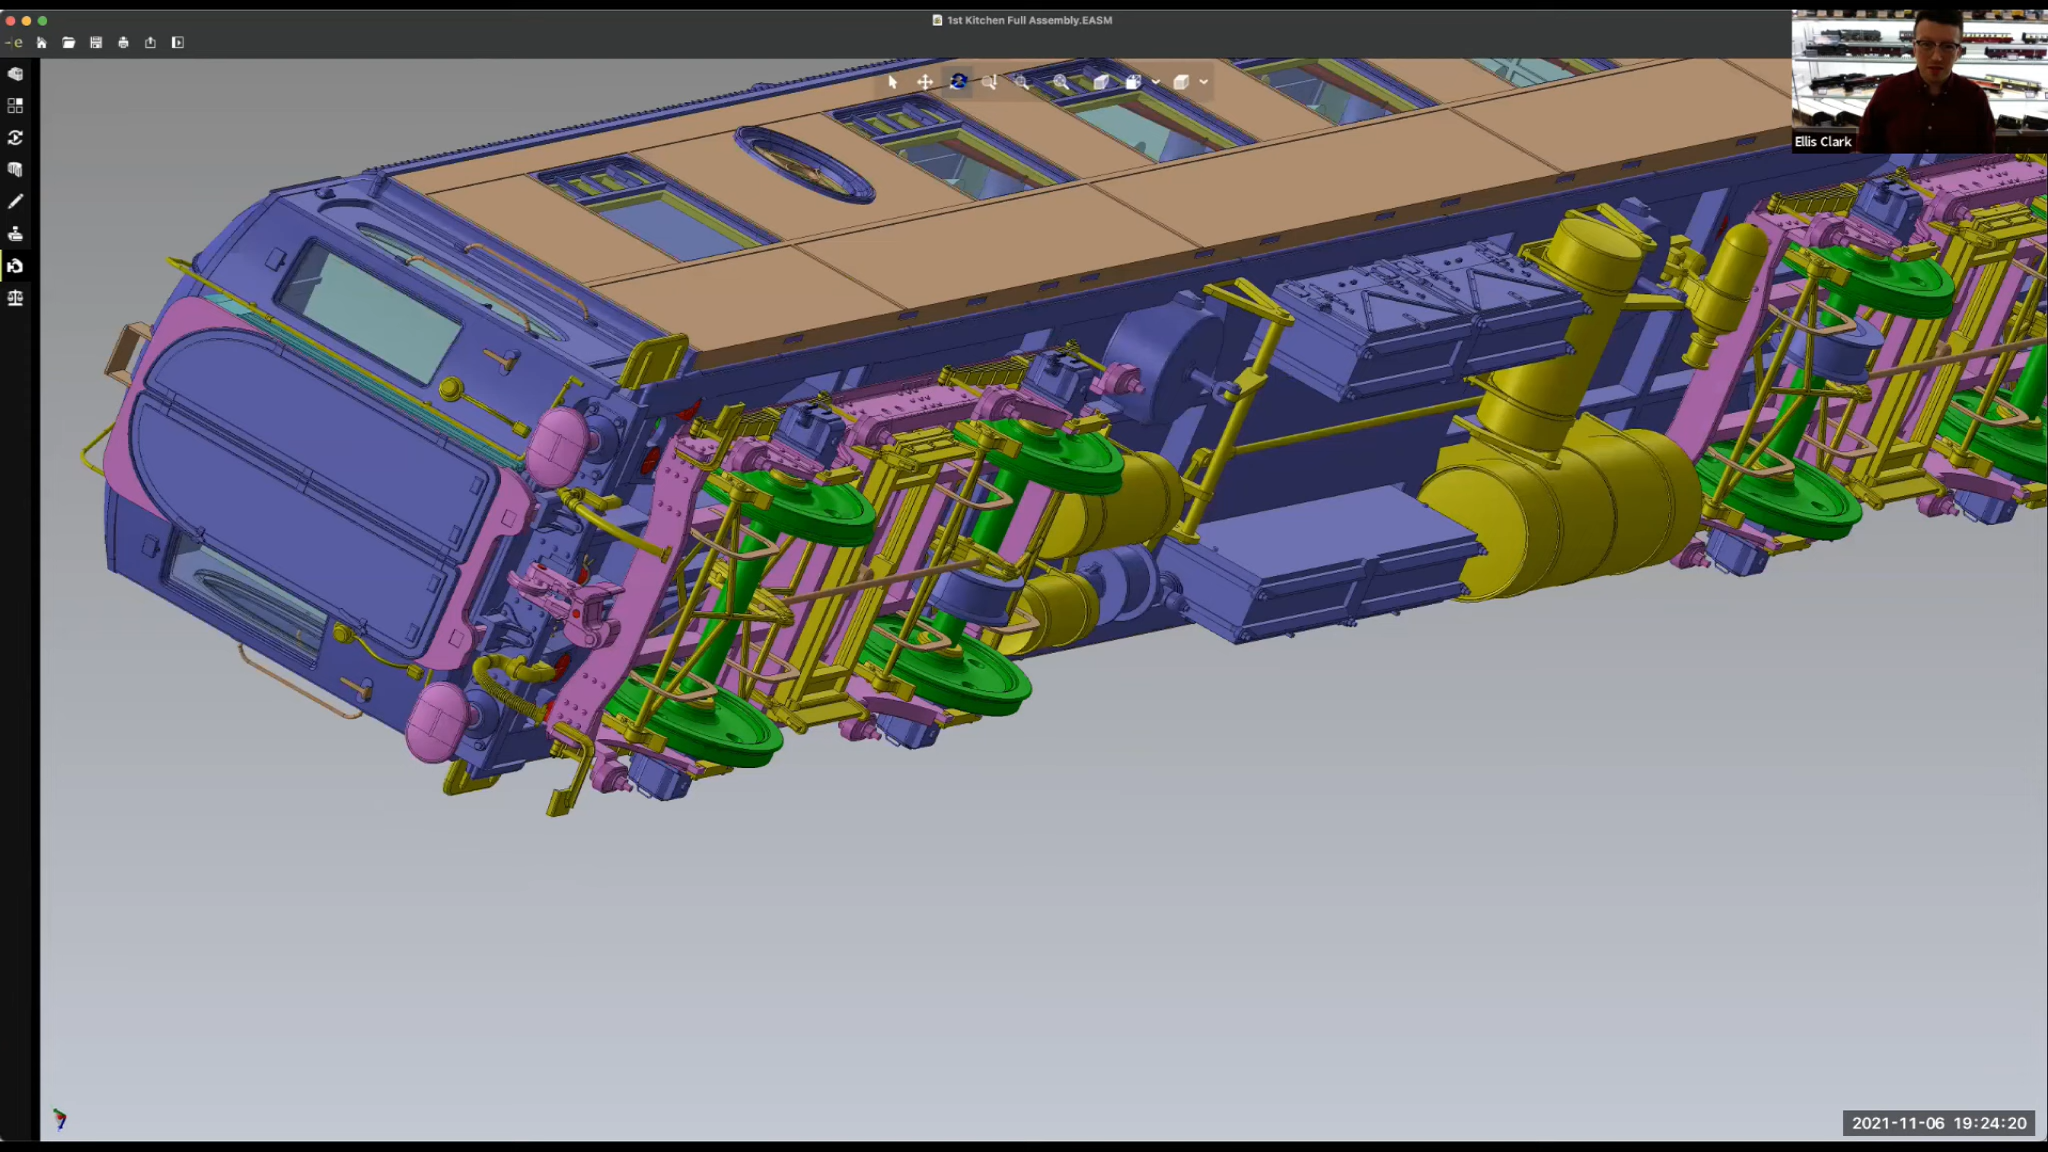 1st Kitchen Full Assembly.EASM
e
Ellis Clark
2021-11-06 19:24:20